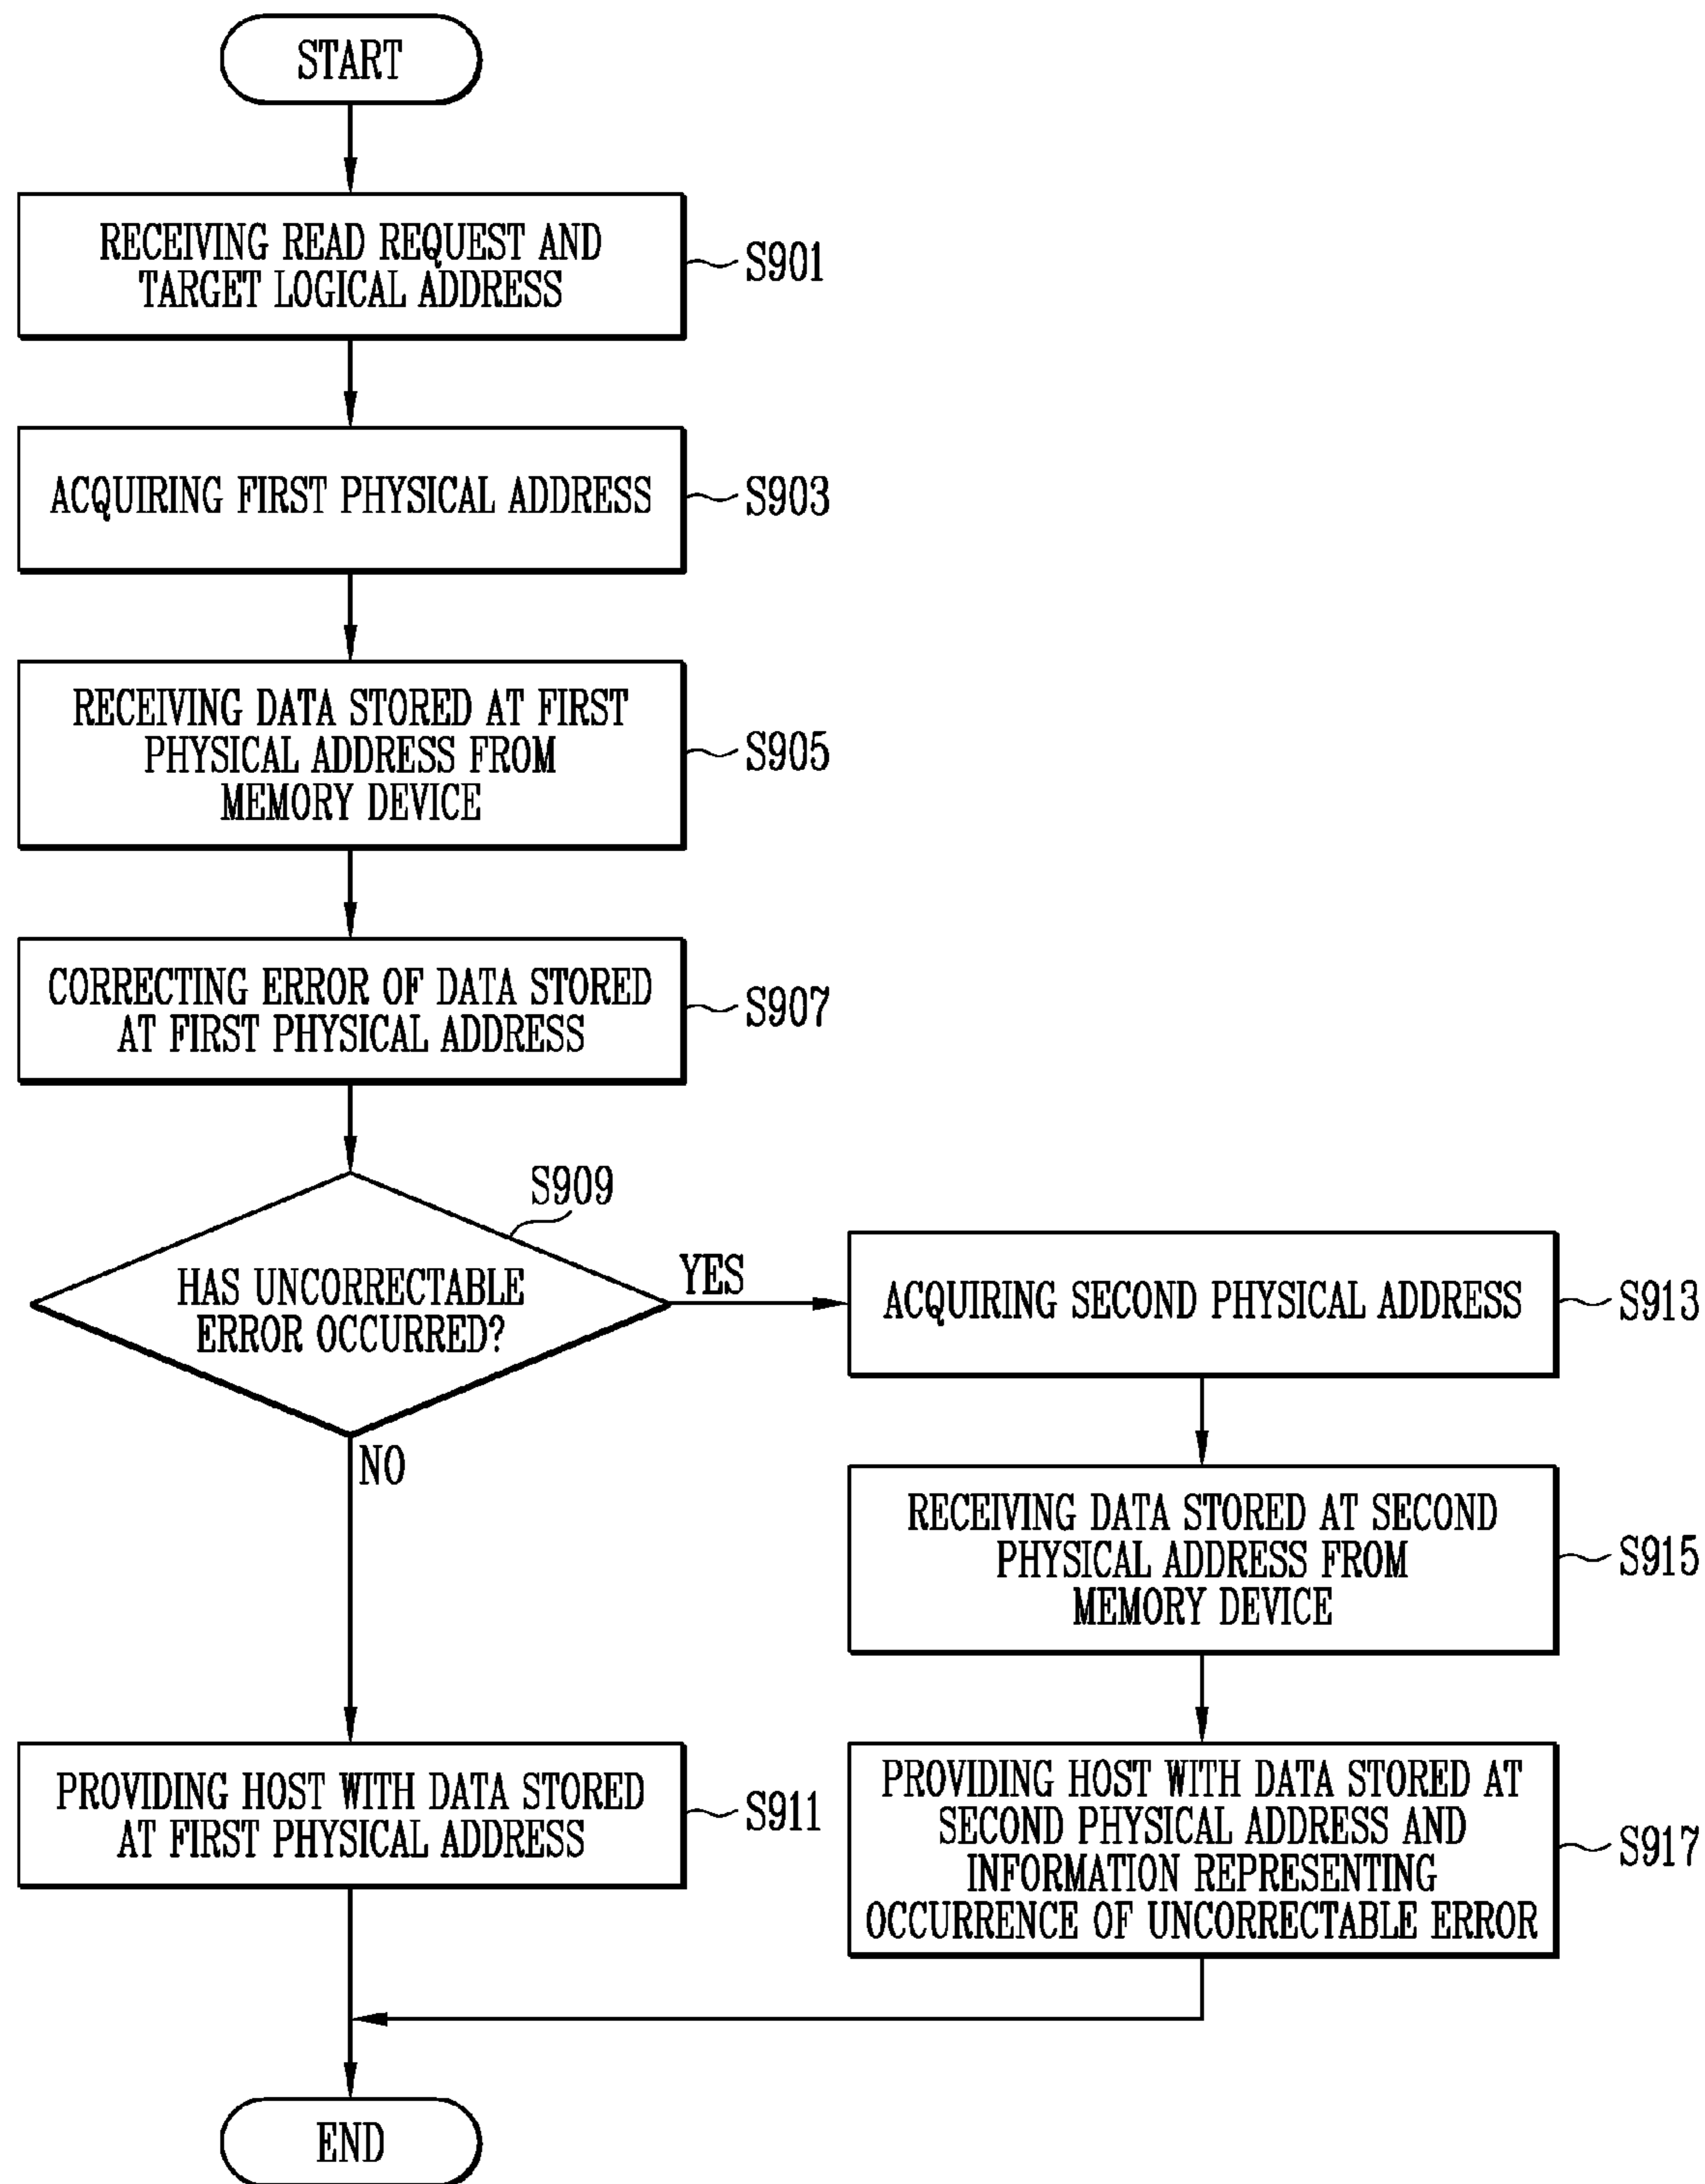 START
RECEIVING READ REQUEST AND
TARGET LOGICAL ADDRESS
S901
ACQUIRING FIRST PHYSICAL ADDRESS
S903
RECEIVING DATA STORED AT FIRST
PHYSICAL ADDRESS FROM
MEMORY DEVICE
S905
CORRECTING ERROR OF DATA STORED
AT FIRST PHYSICAL ADDRESS
S907
S909
HAS UNCORRECTABLE
ERROR OCCURRED?
YES
NO
ACQUIRING SECOND PHYSICAL ADDRESS
S913
RECEIVING DATA STORED AT SECOND
PHYSICAL ADDRESS FROM
MEMORY DEVICE
S915
PROVIDING HOST WITH DATA STORED
AT FIRST PHYSICAL ADDRESS
S911
PROVIDING HOST WITH DATA STORED AT
SECOND PHYSICAL ADDRESS AND
INFORMATION REPRESENTING
OCCURRENCE OF UNCORRECTABLE ERROR
S917
END